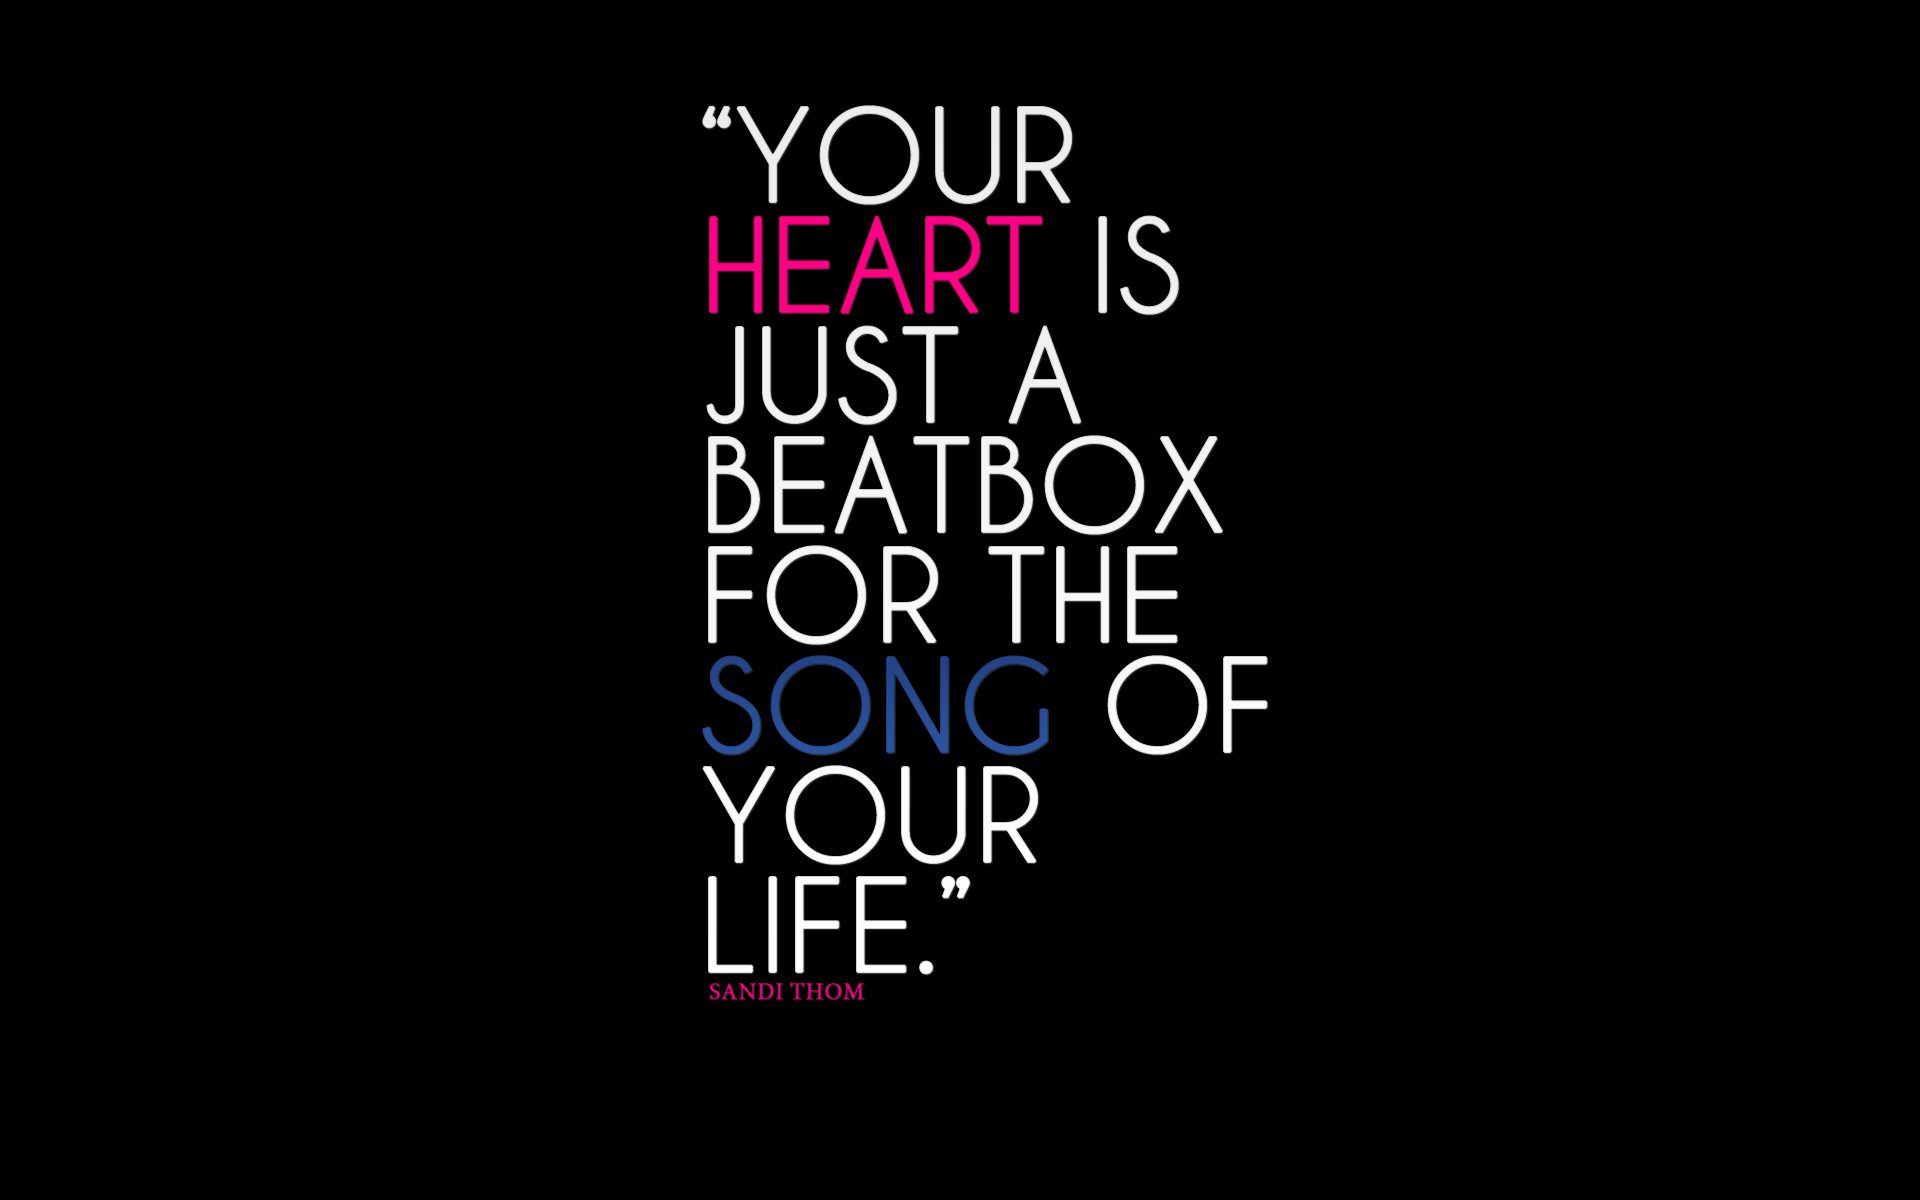 “YOUR
HEART IS
JUST A
BEATBOX
FOR THE
SONG OF
YOUR
LIFE.”
SANDI THOM